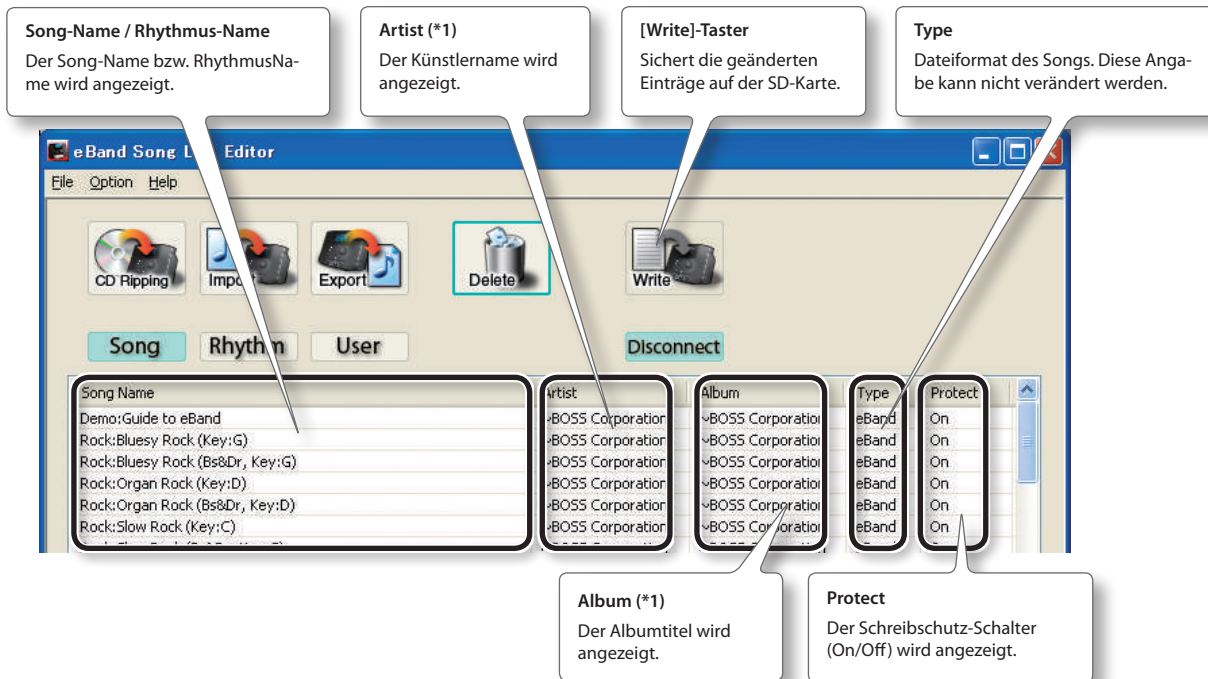 Song-Name / Rhythmus-Name
Der Song-Name bzw. RhythmusNa-
me wird angezeigt.
Artist (*1)
Der Künstlername wird
angezeigt.
[Write]-Taster
Sichert die geänderten
Einträge auf der SD-Karte.
Type
Dateiformat des Songs. Diese Anga-
be kann nicht verändert werden.
eBand Song Editor
File Option Help
CD Ripping Export Delete Write
Song Rhythm User Disconnect
Song Name Artist Album Type Protect
Demo:Guide to eBand ~BOSS Corporation ~BOSS Corporation eBand On
Rock:Bluesy Rock (Key:G) ~BOSS Corporation ~BOSS Corporation eBand On
Rock:Bluesy Rock (Bs&Dr, Key:G) ~BOSS Corporation ~BOSS Corporation eBand On
Rock:Organ Rock (Key:D) ~BOSS Corporation ~BOSS Corporation eBand On
Rock:Organ Rock (Bs&Dr, Key:D) ~BOSS Corporation ~BOSS Corporation eBand On
Rock:Slow Rock (Key:C) ~BOSS Corporation ~BOSS Corporation eBand On
Album (*1)
Der Albumtitel wird
angezeigt.
Protect
Der Schreibschutz-Schalter
(On/Off) wird angezeigt.